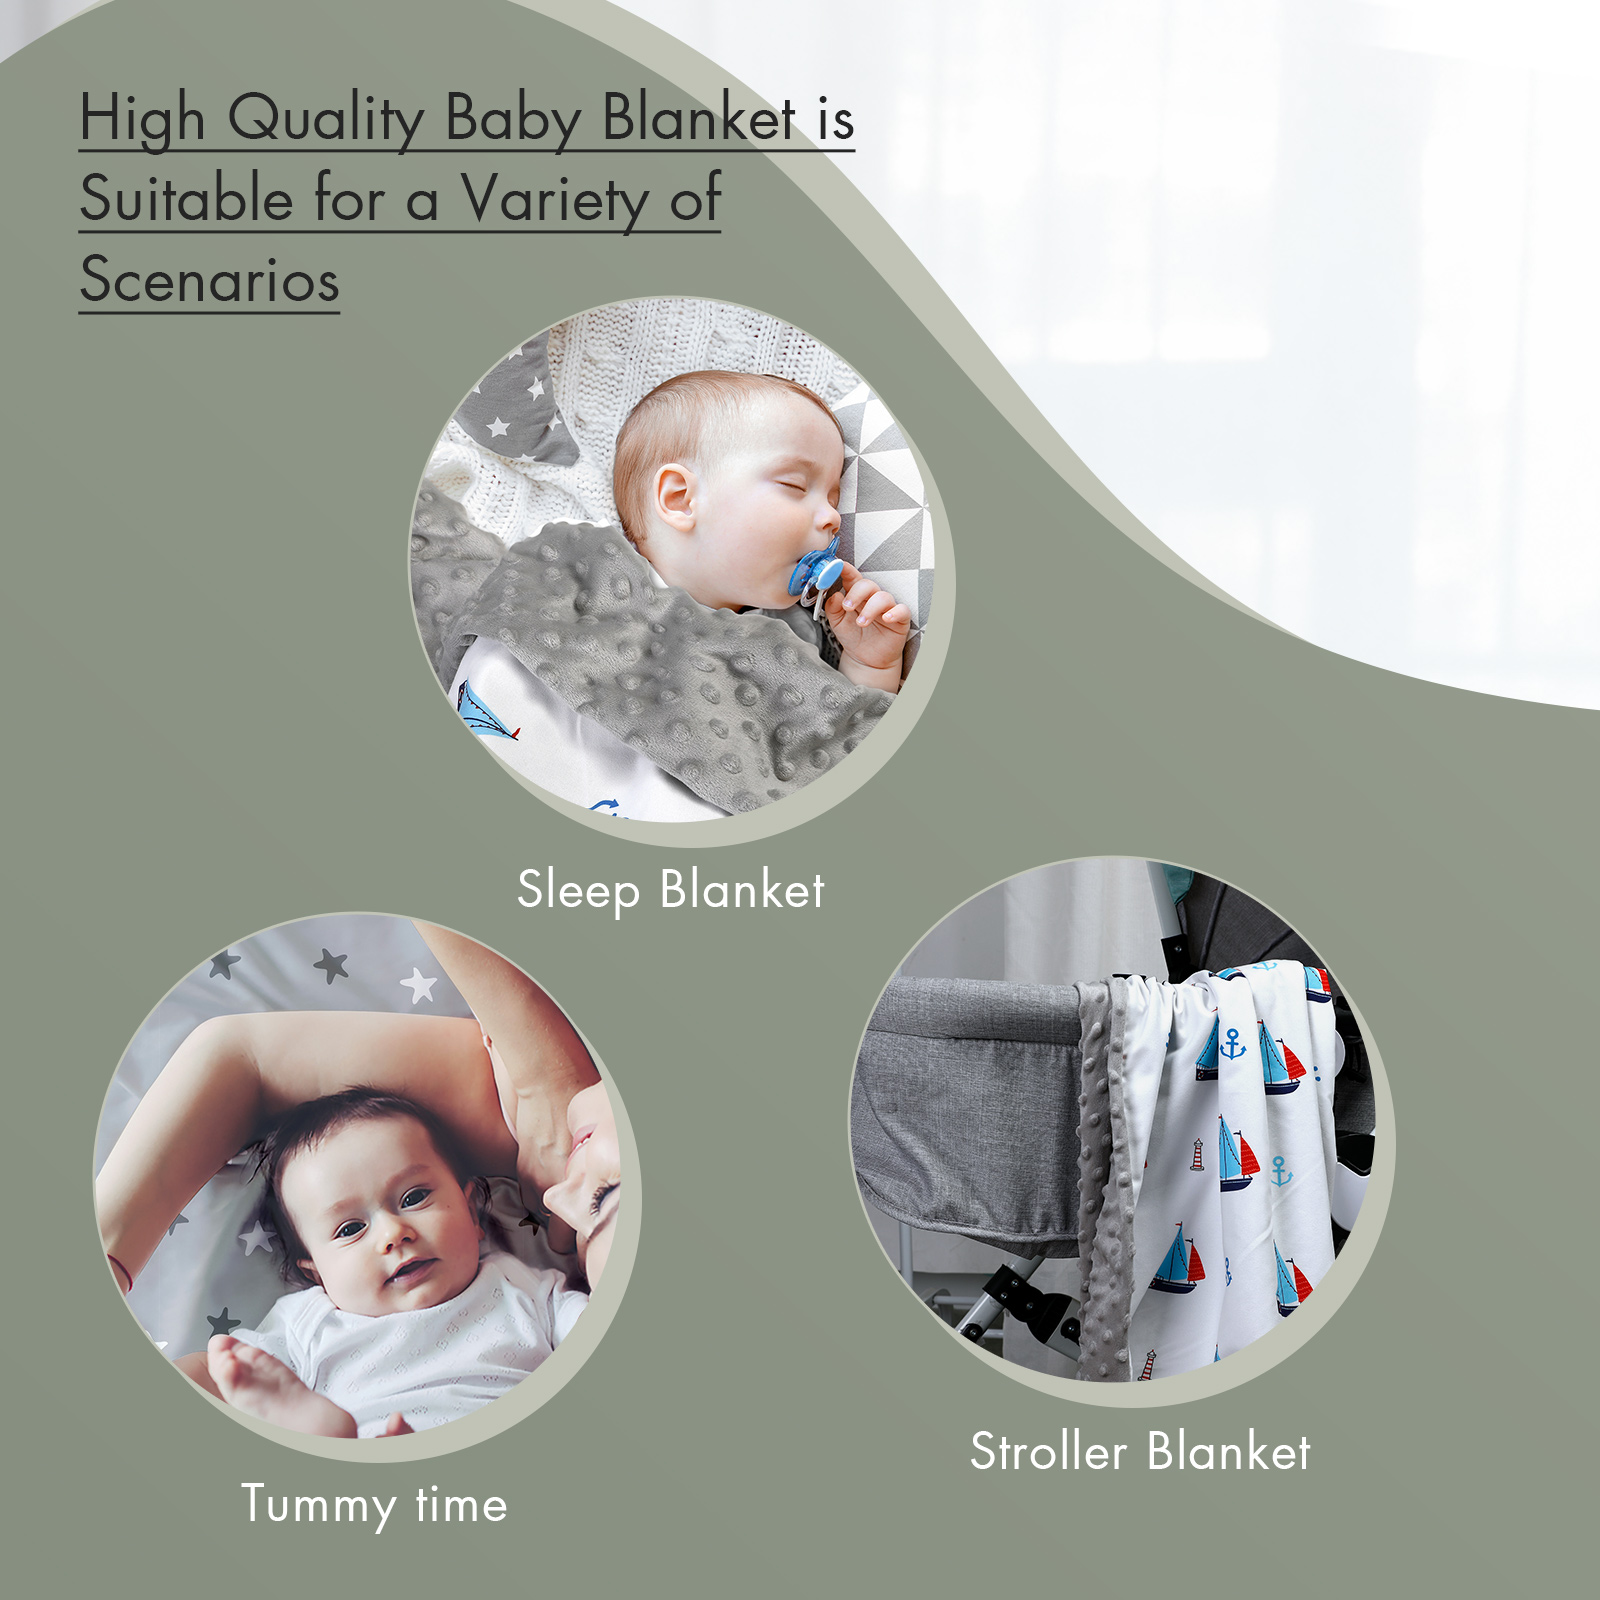 High Quality Baby Blanket is
Suitable for a Variety of
Scenarios
Sleep Blanket
Stroller Blanket
Tummy time